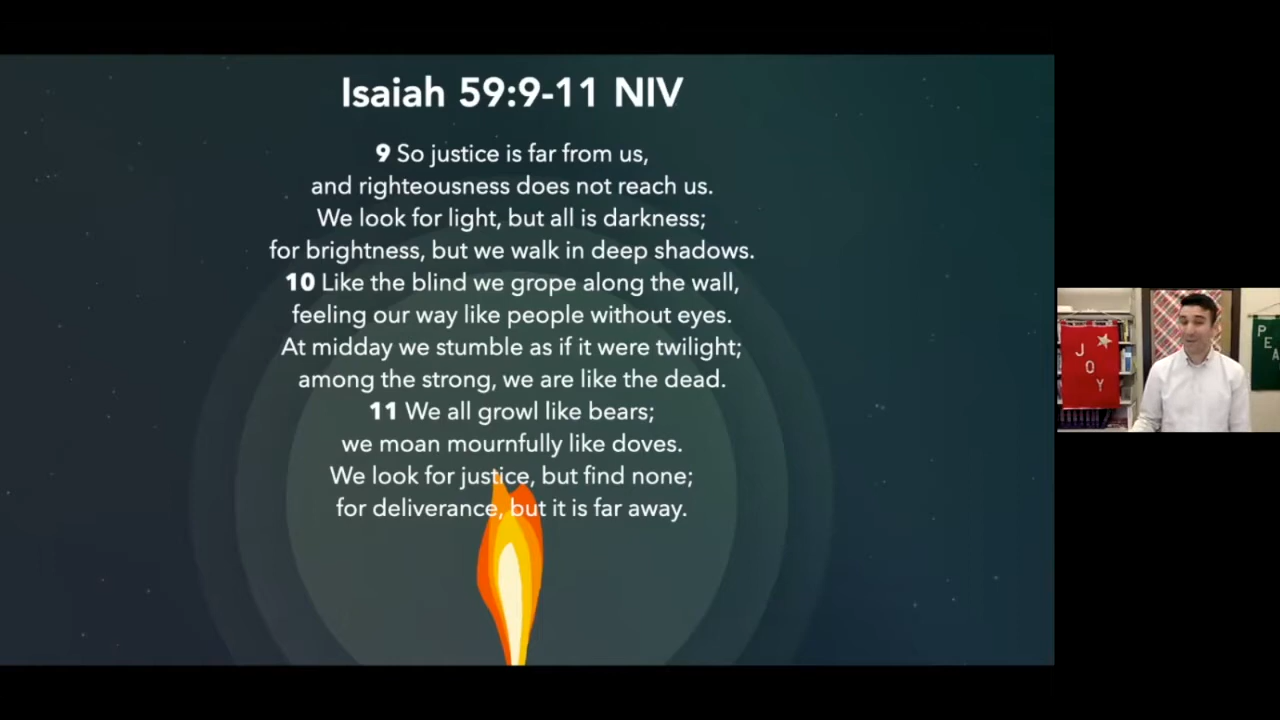 Isaiah 59:9-11 NIV
9 So justice is far from us,
and righteousness does not reach us.
We look for light, but all is darkness;
for brightness, but we walk in deep shadows.
10 Like the blind we grope along the wall,
feeling our way like people without eyes.
At midday we stumble as if it were twilight;
among the strong, we are like the dead.
11 We all growl like bears;
we moan mournfully like doves.
We look for justice, but find none;
for deliverance, but it is far away.
JOY
PEA